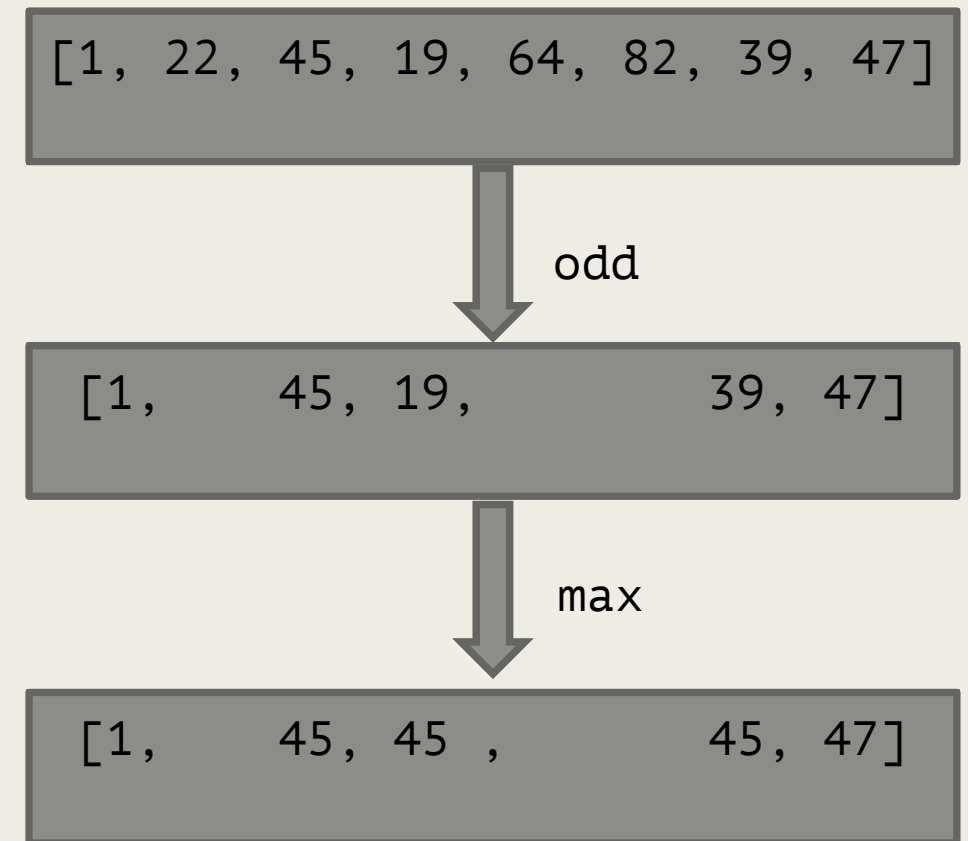 [1, 22, 45, 19, 64, 82, 39, 47]
odd
[1, 45, 19, 39, 47]
max
[1, 45, 45 , 45, 47]